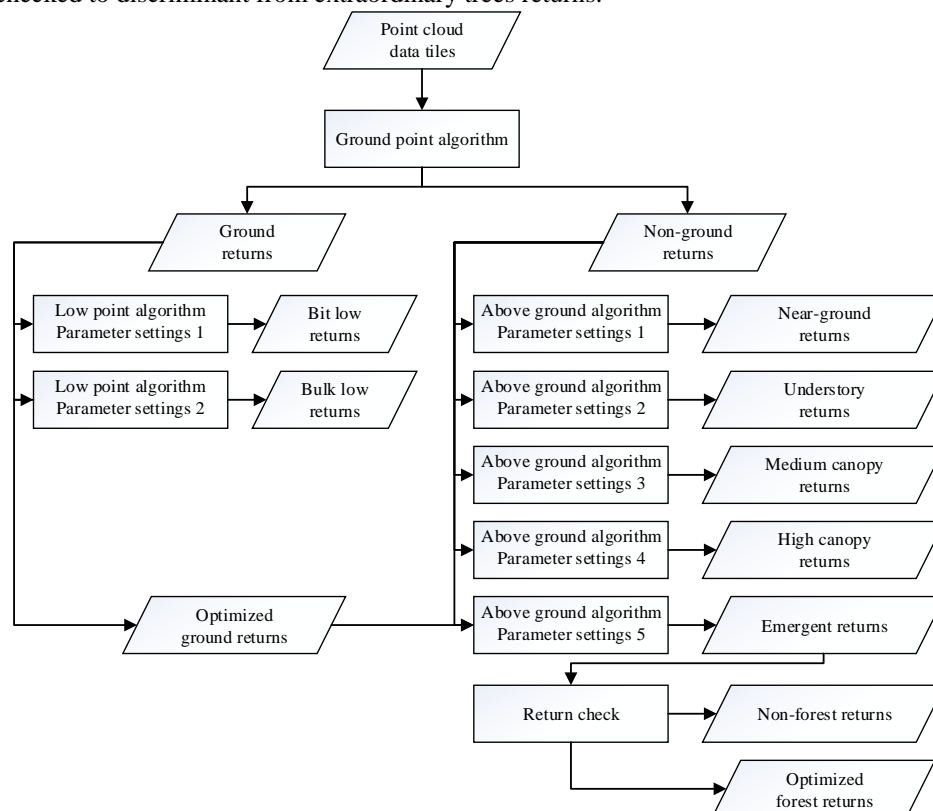 checked to discriminant from extraordinary trees returns.
Point cloud
data tiles
Ground point algorithm
Ground
returns
Non-ground
returns
Low point algorithm
Parameter settings 1
Bit low
returns
Above ground algorithm
Parameter settings 1
Near-ground
returns
Low point algorithm
Parameter settings 2
Bulk low
returns
Above ground algorithm
Parameter settings 2
Understory
returns
Above ground algorithm
Parameter settings 3
Medium canopy
returns
Above ground algorithm
Parameter settings 4
High canopy
returns
Optimized
ground returns
Above ground algorithm
Parameter settings 5
Emergent returns
Return check
Non-forest returns
Optimized
forest returns